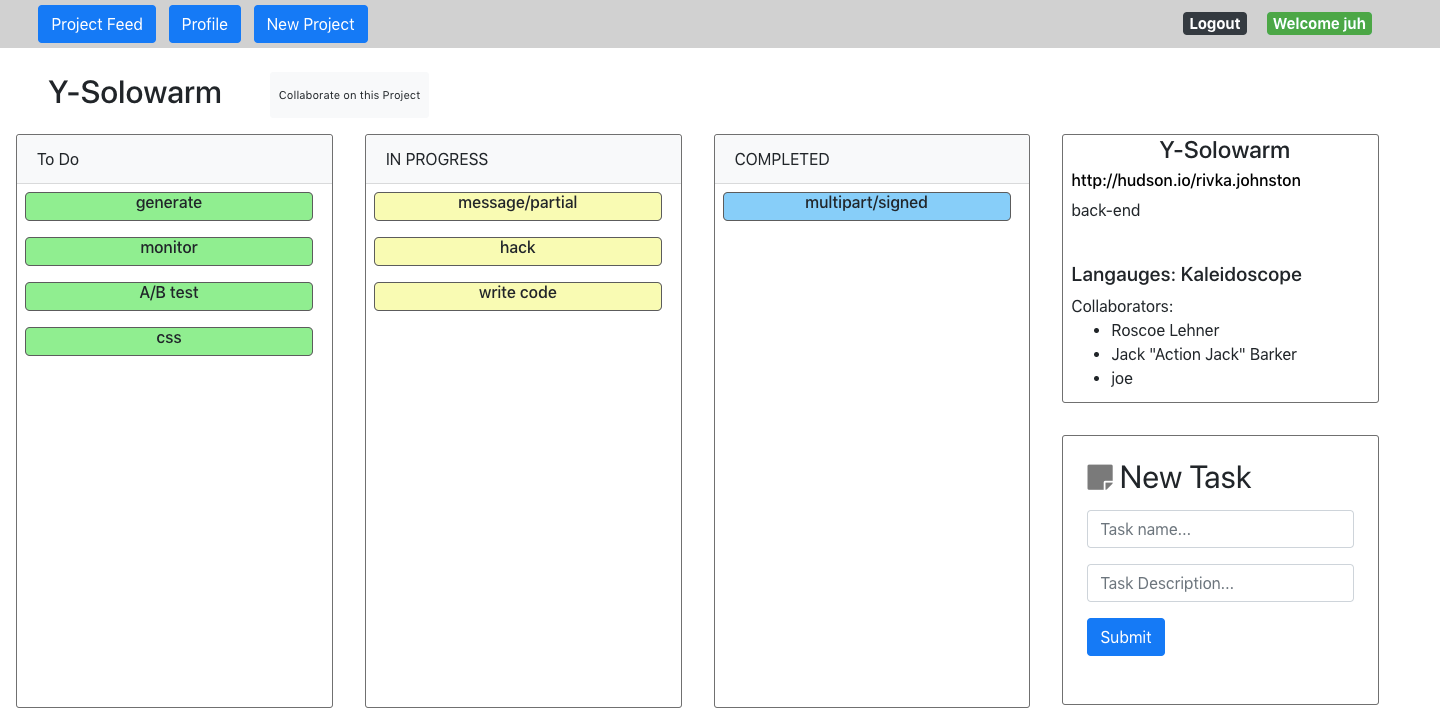 Project Feed Profile New Project Logout Welcome juh
Y-Solowarm Collaborate on this Project
To Do
generate
monitor
A/B test
css
IN PROGRESS
message/partial
hack
write code
COMPLETED
multipart/signed
Y-Solowarm
http://hudson.io/rivka.johnston
back-end
Langauges: Kaleidoscope
Collaborators:
• Roscoe Lehner
• Jack "Action Jack" Barker
• joe
New Task
Task name...
Task Description...
Submit